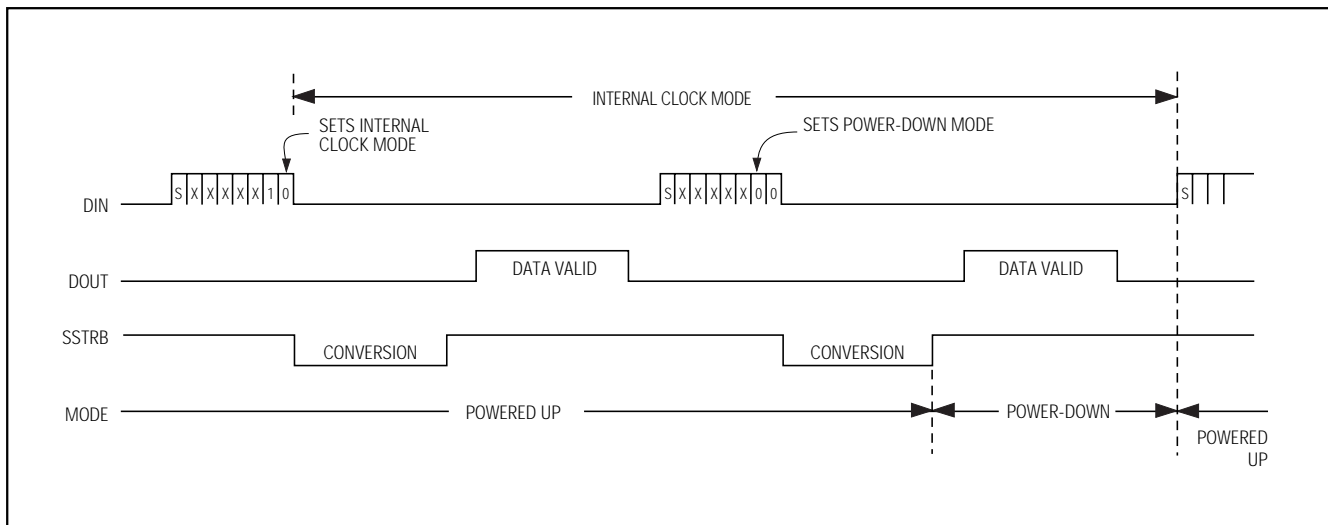 INTERNAL CLOCK MODE
SETS INTERNAL
CLOCK MODE
SETS POWER-DOWN MODE
DIN
S X X X X X 1 0
S X X X X X 0 0
S
DOUT
DATA VALID
DATA VALID
SSTRB
CONVERSION
CONVERSION
MODE
POWERED UP
POWER-DOWN
POWERED
UP